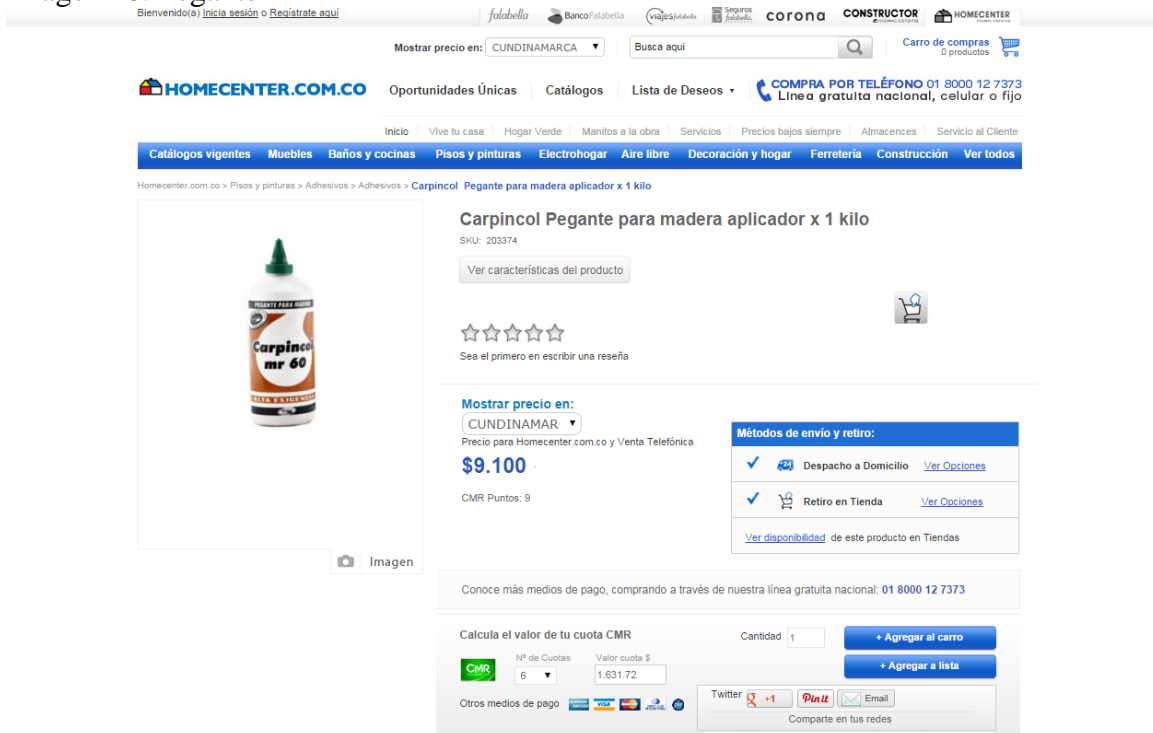 Bienvenido(a) Inicia sesión o Regístrate aquí
falabella
BancoFalabella
viajes falabella
Seguros falabella
corona
CONSTRUCTOR
HOMECENTER
Mostrar precio en: CUNDINAMARCA
Busca aqui
Carro de compras
0 productos
HOMECENTER.COM.CO
Oportunidades Únicas
Catálogos
Lista de Deseos
COMPRA POR TELÉFONO 01 8000 12 7373
Linea gratuita nacional, celular o fijo
Inicio Vive tu casa Hogar Verde Manitos a la obra Servicios Precios bajos siempre Almacences Servicio al Cliente
Catálogos vigentes Muebles Baños y cocinas Pisos y pinturas Electrohogar Aire libre Decoración y hogar Ferretería Construcción Ver todos
Homecenter.com.co > Pisos y pinturas > Adhesivos > Adhesivos > Carpincol Pegante para madera aplicador x 1 kilo
Carpincol Pegante para madera aplicador x 1 kilo
SKU: 203374
Ver características del producto
PEGANTE PARA MADERA
Carpincol
mr 60
ALTA EXIGENCIA
Sea el primero en escribir una reseña
Mostrar precio en:
CUNDINAMAR
Precio para Homecenter.com.co y Venta Telefónica
$9.100
CMR Puntos: 9
Métodos de envío y retiro:
24 Despacho a Domicilio Ver Opciones
Retiro en Tienda Ver Opciones
Ver disponibilidad de este producto en Tiendas
Imagen
Conoce más medios de pago, comprando a través de nuestra línea gratuita nacional: 01 8000 12 7373
Calcula el valor de tu cuota CMR
CMR
Nº de Cuotas
6
Valor cuota $
1.631.72
Otros medios de pago
VISA
Cantidad 1
+ Agregar al carro
+ Agregar a lista
Twitter
g +1
Pin it
Email
Comparte en tus redes